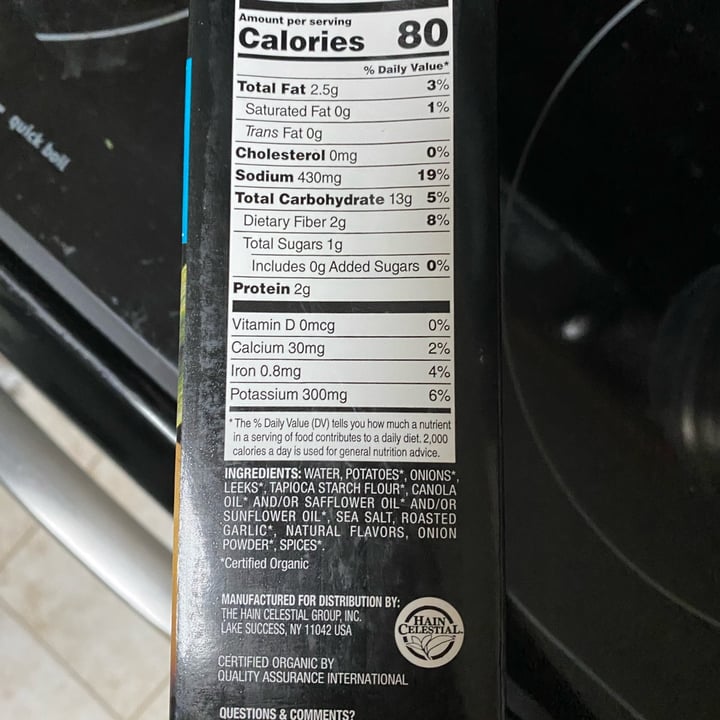 Amount per serving
Calories 80
% Daily Value*
Total Fat 2.5g 3%
Saturated Fat 0g 1%
Trans Fat 0g
Cholesterol 0mg 0%
Sodium 430mg 19%
Total Carbohydrate 13g 5%
Dietary Fiber 2g 8%
Total Sugars 1g
Includes 0g Added Sugars 0%
Protein 2g
Vitamin D 0mcg 0%
Calcium 30mg 2%
Iron 0.8mg 4%
Potassium 300mg 6%
*The % Daily Value (DV) tells you how much a nutrient
in a serving of food contributes to a daily diet. 2,000
calories a day is used for general nutrition advice.
INGREDIENTS: WATER, POTATOES*, ONIONS*,
LEEKS*, TAPIOCA STARCH FLOUR*, CANOLA
OIL* AND/OR SAFFLOWER OIL* AND/OR
SUNFLOWER OIL*, SEA SALT, ROASTED
GARLIC*, NATURAL FLAVORS, ONION
POWDER*, SPICES*.
*Certified Organic
MANUFACTURED FOR DISTRIBUTION BY:
THE HAIN CELESTIAL GROUP, INC.
LAKE SUCCESS, NY 11042 USA
HAIN
CELESTIAL
CERTIFIED ORGANIC BY
QUALITY ASSURANCE INTERNATIONAL
QUESTIONS & COMMENTS?
quick boil